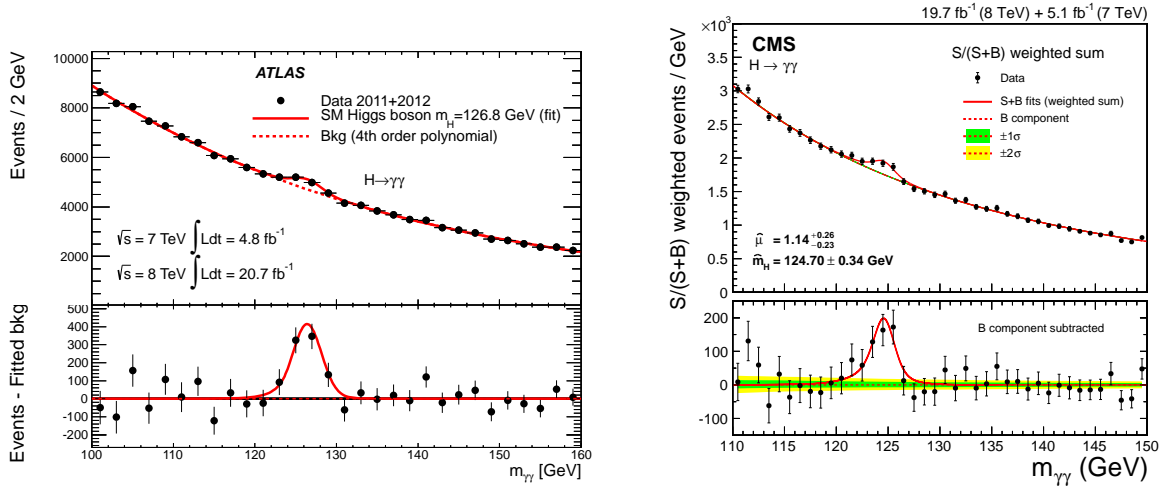 Events / 2 GeV
10000
8000
6000
4000
2000
ATLAS
Data 2011+2012
SM Higgs boson m_H=126.8 GeV (fit)
Bkg (4th order polynomial)
H→γγ
√s = 7 TeV ∫Ldt = 4.8 fb⁻¹
√s = 8 TeV ∫Ldt = 20.7 fb⁻¹
Events - Fitted bkg
500
400
300
200
100
0
-100
-200
100 110 120 130 140 150 160
m_γγ [GeV]
19.7 fb⁻¹ (8 TeV) + 5.1 fb⁻¹ (7 TeV)
×10³
S/(S+B) weighted events / GeV
3.5
3
2.5
2
1.5
1
0.5
0
CMS
H → γγ
S/(S+B) weighted sum
Data
S+B fits (weighted sum)
B component
±1σ
±2σ
μ̂ = 1.14 +0.26 −0.23
m̂_H = 124.70 ± 0.34 GeV
200
100
0
-100
B component subtracted
110 115 120 125 130 135 140 145 150
m_γγ (GeV)